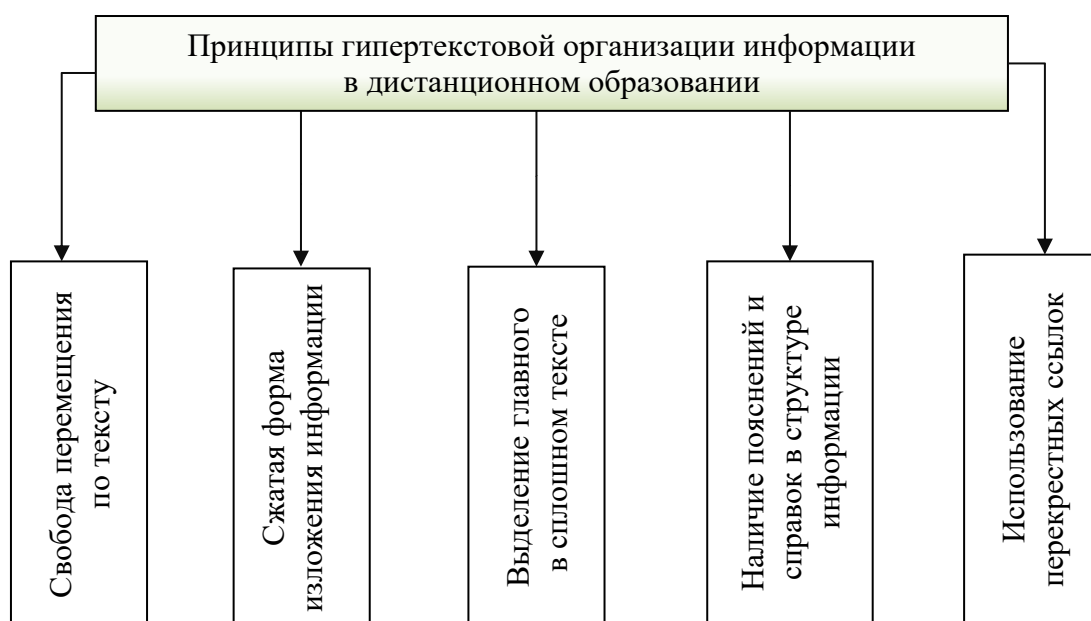 Принципы гипертекстовой организации информации
в дистанционном образовании
Свобода перемещения
по тексту
Сжатая форма
изложения информации
Выделение главного
в сплошном тексте
Наличие пояснений и
справок в структуре
информации
Использование
перекрестных ссылок